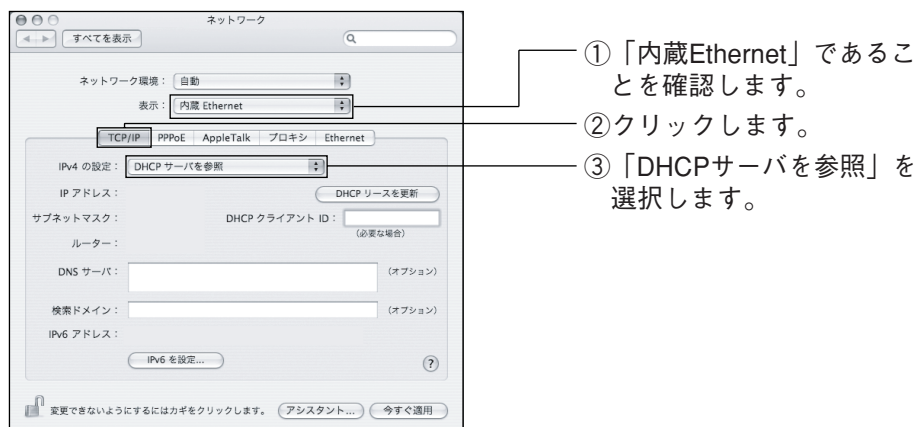 ネットワーク
すべてを表示
ネットワーク環境： 自動
表示： 内蔵 Ethernet
TCP/IP PPPoE AppleTalk プロキシ Ethernet
IPv4 の設定： DHCP サーバを参照
IP アドレス： DHCP リースを更新
サブネットマスク： DHCP クライアント ID：
(必要な場合)
ルーター：
DNS サーバ： (オプション)
検索ドメイン： (オプション)
IPv6 アドレス：
IPv6 を設定... ?
変更できないようにするにはカギをクリックします。 アシスタント... 今すぐ適用
①「内蔵Ethernet」であるこ
とを確認します。
②クリックします。
③「DHCPサーバを参照」を
選択します。